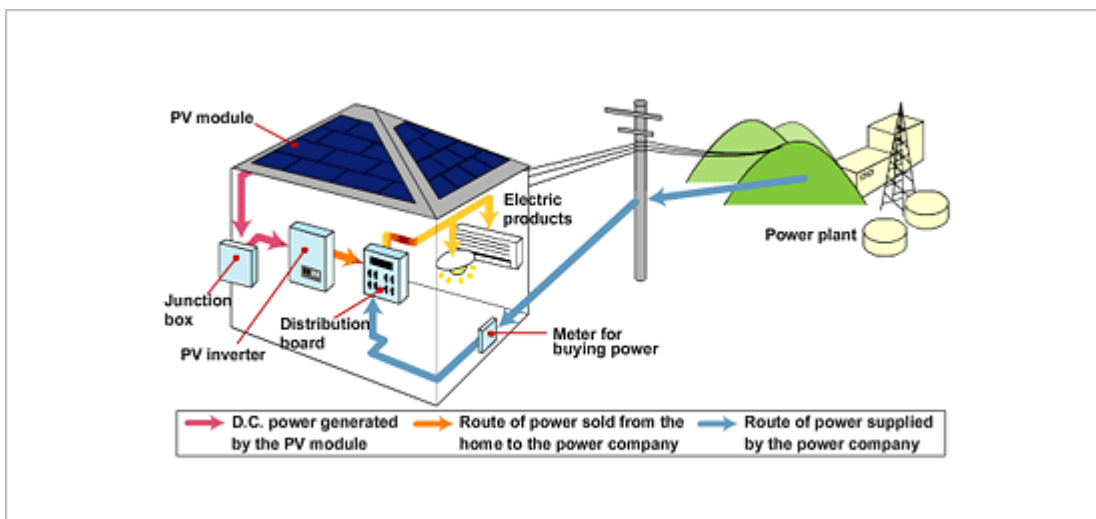 PV module
Electric
products
Power plant
Junction
box
Distribution
board
PV inverter
Meter for
buying power
D.C. power generated
by the PV module
Route of power sold from the
home to the power company
Route of power supplied
by the power company